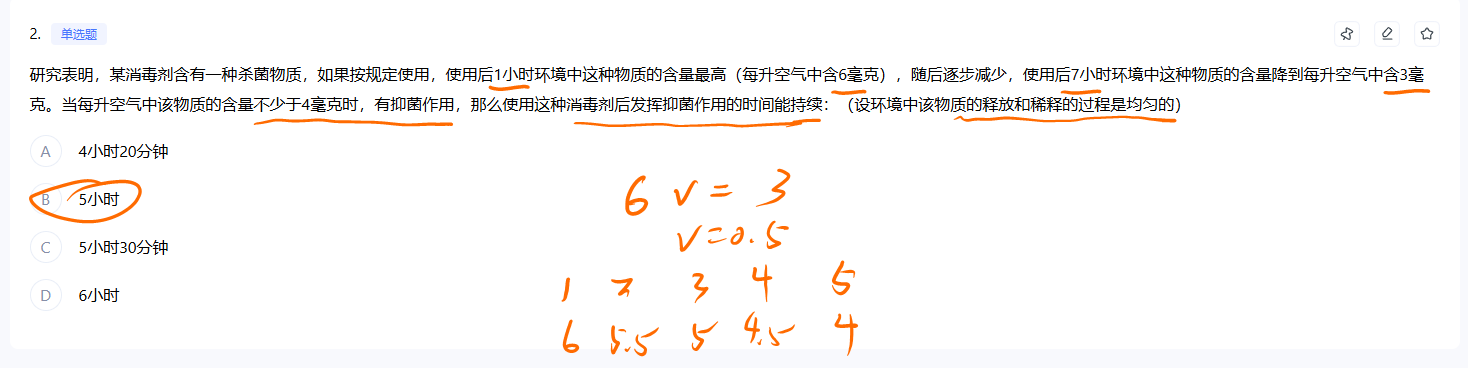 2. 单选题
研究表明，某消毒剂含有一种杀菌物质，如果按规定使用，使用后1小时环境中这种物质的含量最高（每升空气中含6毫克），随后逐步减少，使用后7小时环境中这种物质的含量降到每升空气中含3毫
克。当每升空气中该物质的含量不少于4毫克时，有抑菌作用，那么使用这种消毒剂后发挥抑菌作用的时间能持续：（设环境中该物质的释放和稀释的过程是均匀的）
A 4小时20分钟
B 5小时
C 5小时30分钟
D 6小时
6 v = 3
v=0.5
1 2 3 4 5
6 5.5 5 4.5 4